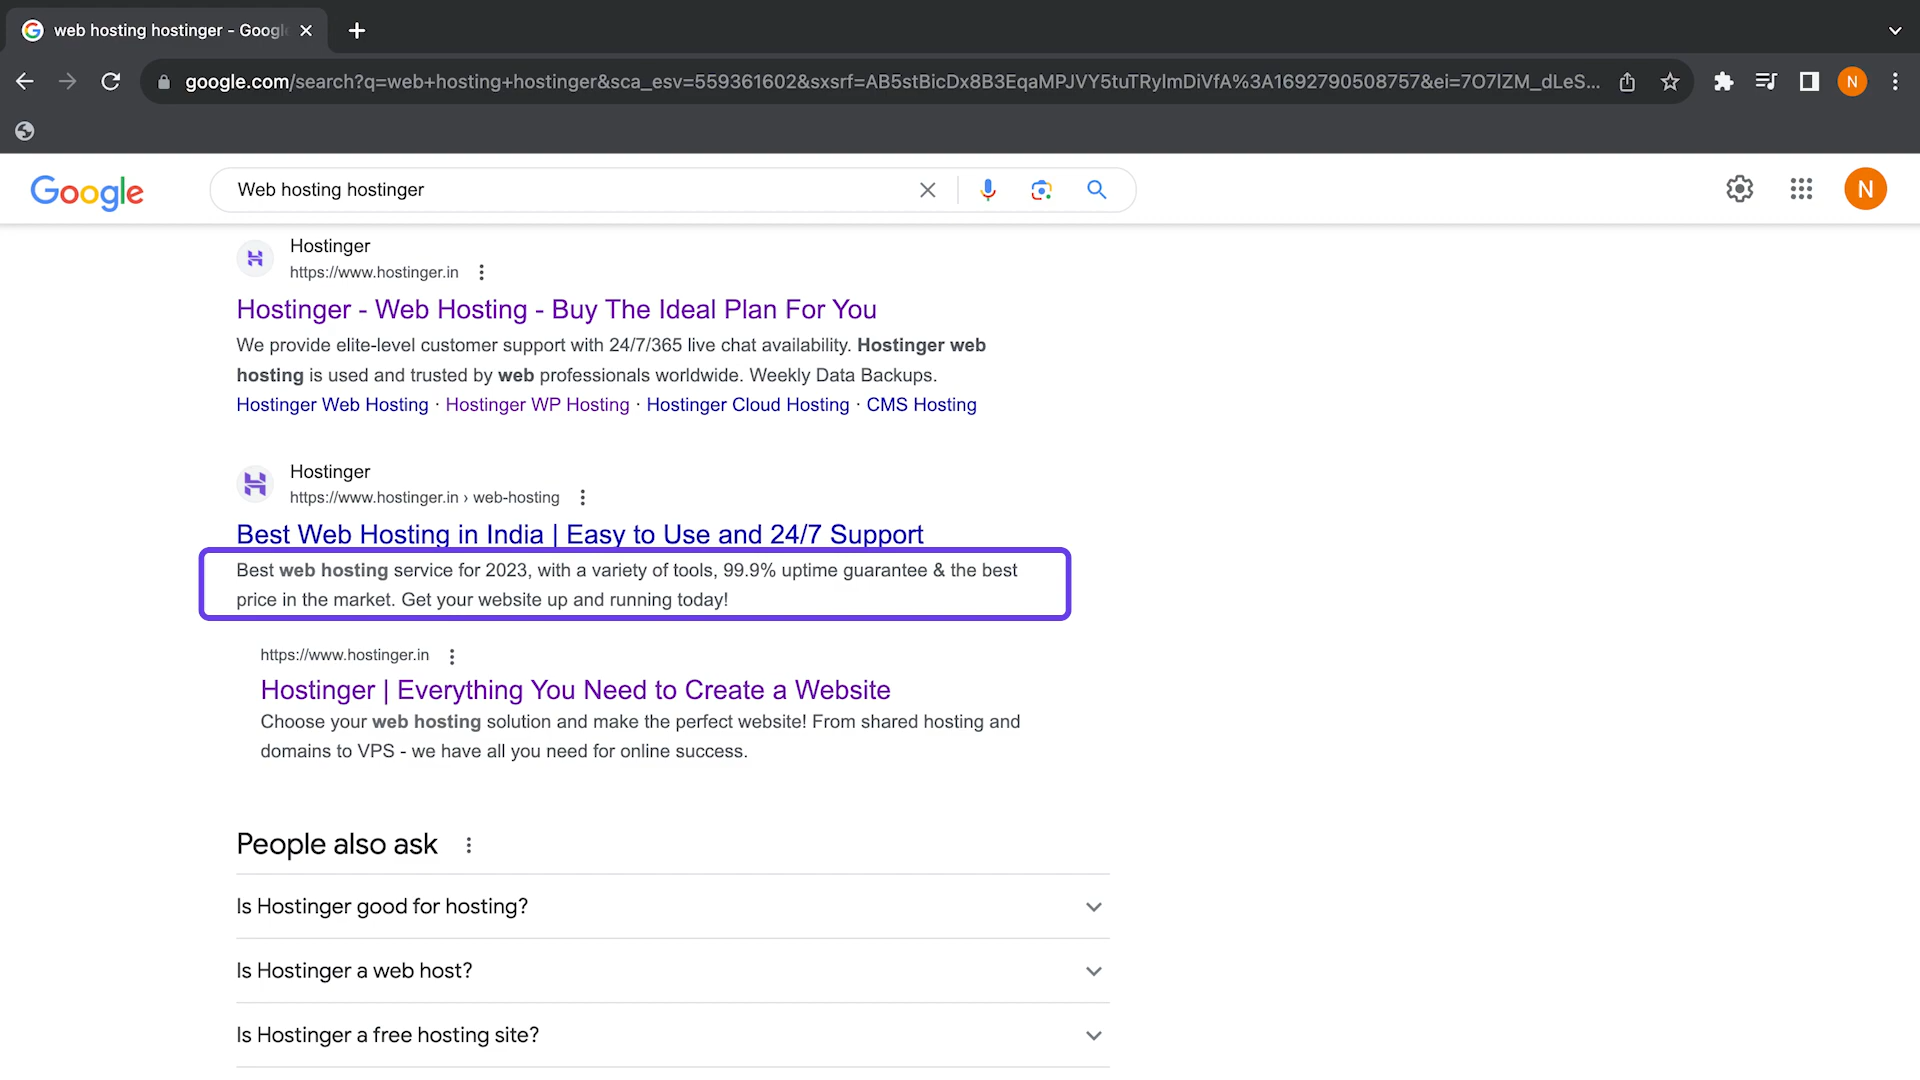 web hosting hostinger - Googl
google.com/search?q=web+hosting+hostinger&sca_esv=559361602&sxsrf=AB5stBicDx8B3EqaMPJVY5tuTRyImDiVfA%3A1692790508757&ei=7O7lZM_dLeS...
N
Google
Web hosting hostinger
N
Hostinger
https://www.hostinger.in
Hostinger - Web Hosting - Buy The Ideal Plan For You
We provide elite-level customer support with 24/7/365 live chat availability. Hostinger web
hosting is used and trusted by web professionals worldwide. Weekly Data Backups.
Hostinger Web Hosting · Hostinger WP Hosting · Hostinger Cloud Hosting · CMS Hosting
Hostinger
https://www.hostinger.in › web-hosting
Best Web Hosting in India | Easy to Use and 24/7 Support
Best web hosting service for 2023, with a variety of tools, 99.9% uptime guarantee & the best
price in the market. Get your website up and running today!
https://www.hostinger.in
Hostinger | Everything You Need to Create a Website
Choose your web hosting solution and make the perfect website! From shared hosting and
domains to VPS - we have all you need for online success.
People also ask
Is Hostinger good for hosting?
Is Hostinger a web host?
Is Hostinger a free hosting site?